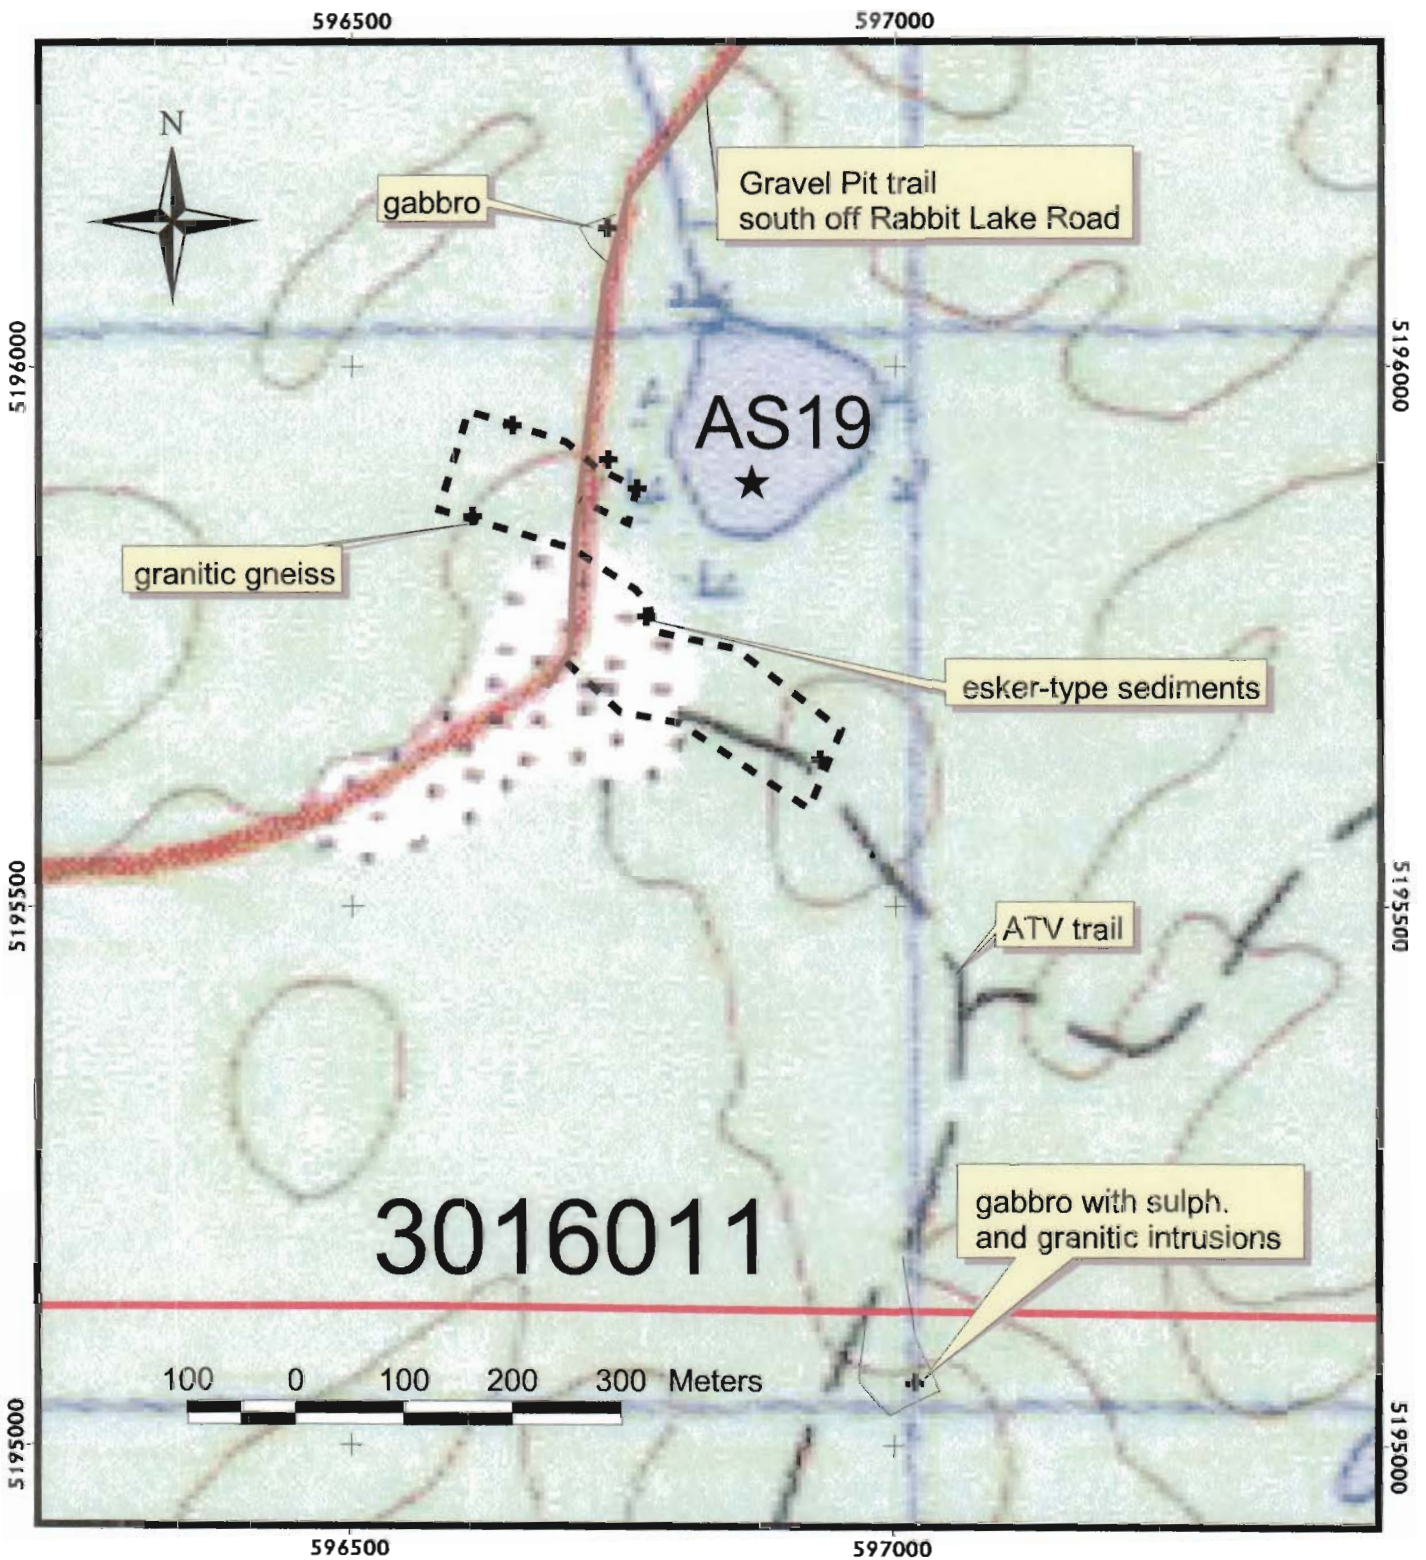 596500
597000
N
Gravel Pit trail
south off Rabbit Lake Road
gabbro
5196000
5196000
AS19
granitic gneiss
esker-type sediments
5195500
5195500
ATV trail
gabbro with sulph.
and granitic intrusions
3016011
100 0 100 200 300 Meters
5195000
5195000
596500
597000